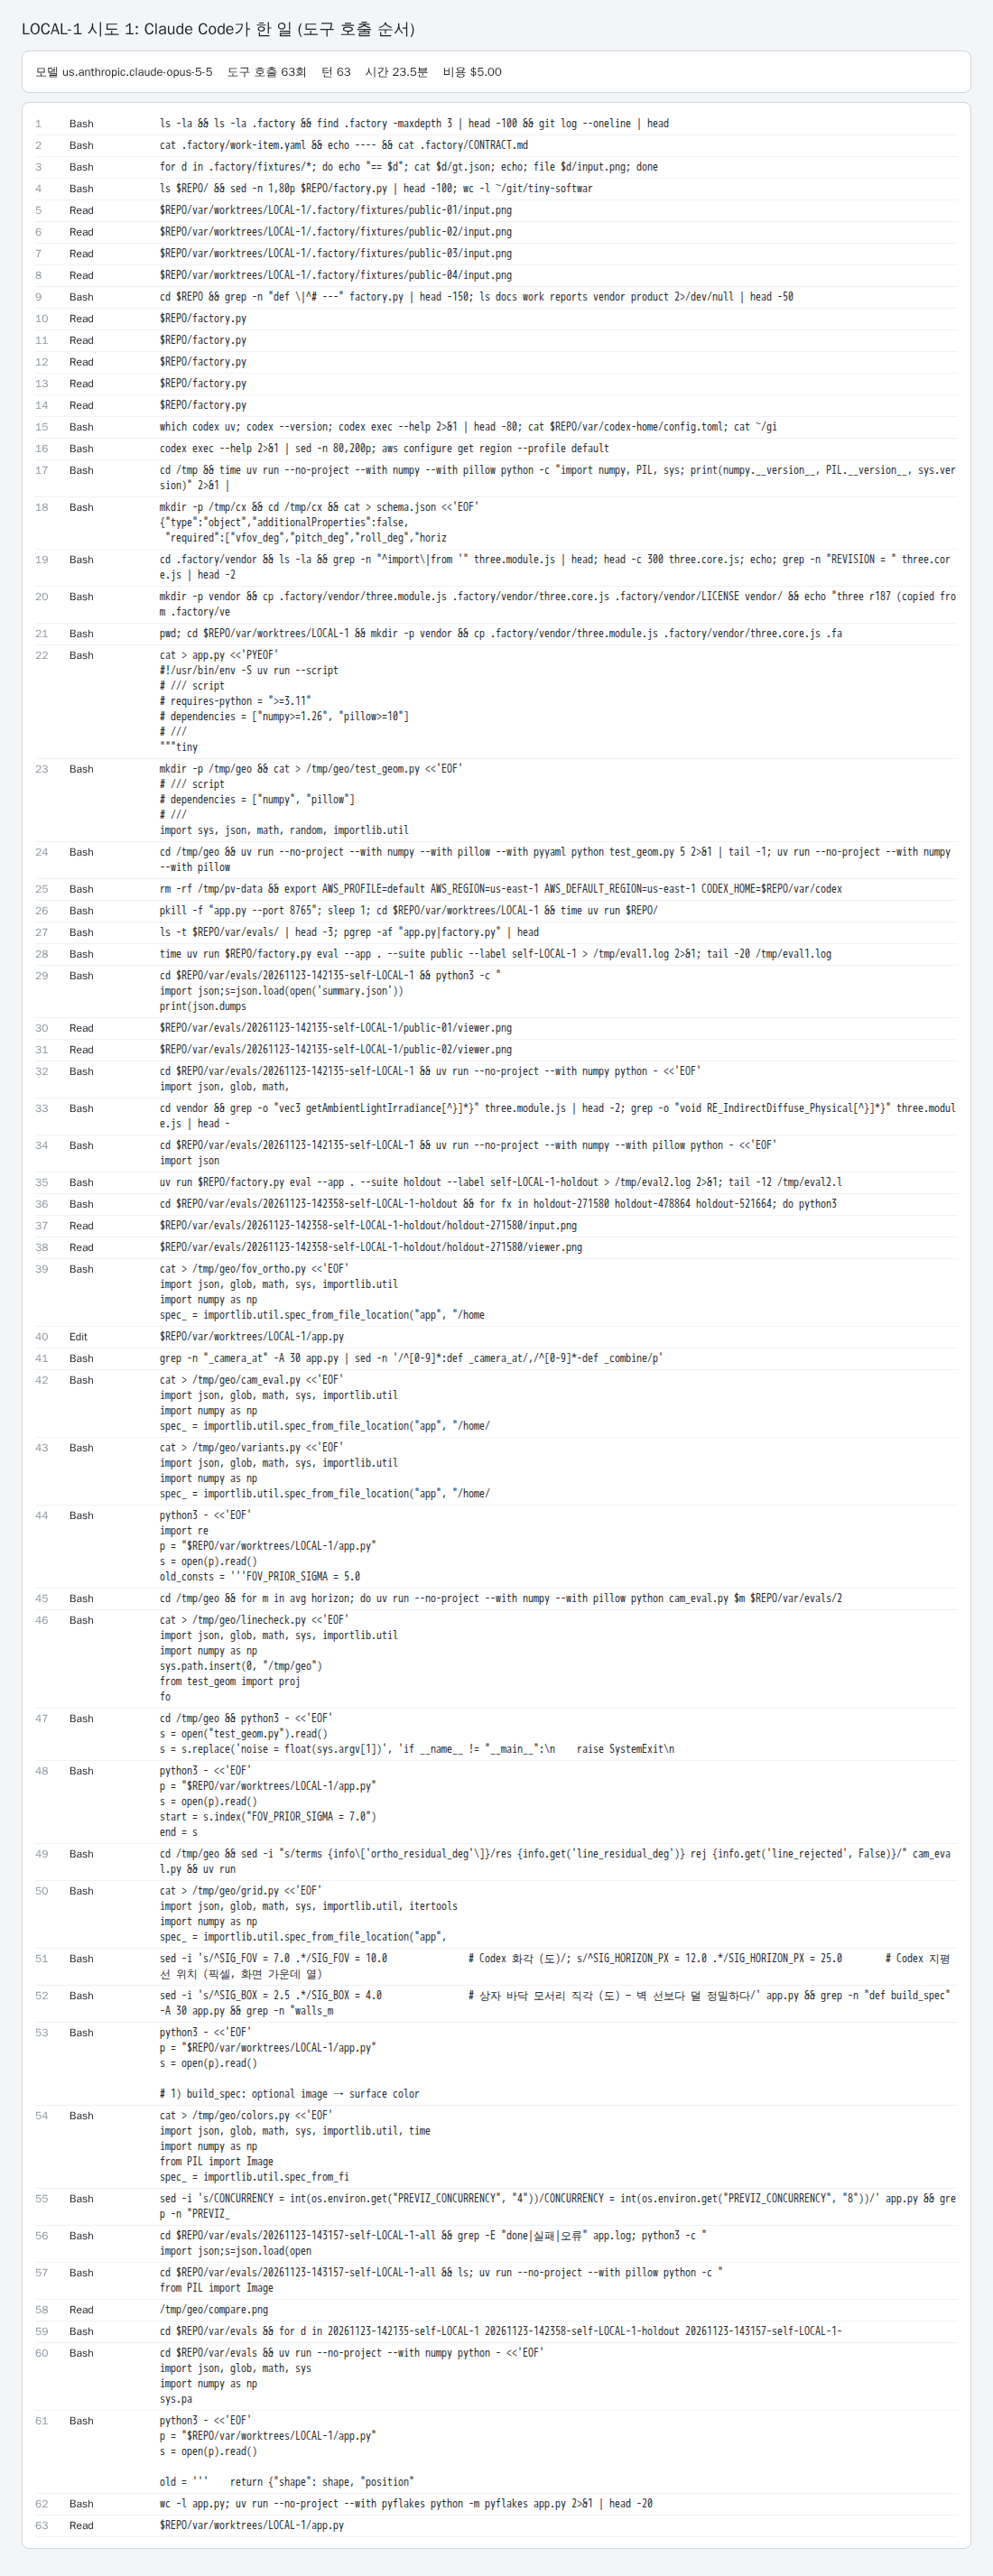 LOCAL-1 시도 1: Claude Code가 한 일 (도구 호출 순서)
모델 us.anthropic.claude-opus-5-5 도구 호출 63회 턴 63 시간 23.5분 비용 $5.00
1 Bash ls -la && ls -la .factory && find .factory -maxdepth 3 | head -100 && git log --oneline | head
2 Bash cat .factory/work-item.yaml && echo ---- && cat .factory/CONTRACT.md
3 Bash for d in .factory/fixtures/*; do echo "== $d"; cat $d/gt.json; echo; file $d/input.png; done
4 Bash ls $REPO/ && sed -n 1,80p $REPO/factory.py | head -100; wc -l ~/git/tiny-softwar
5 Read $REPO/var/worktrees/LOCAL-1/.factory/fixtures/public-01/input.png
6 Read $REPO/var/worktrees/LOCAL-1/.factory/fixtures/public-02/input.png
7 Read $REPO/var/worktrees/LOCAL-1/.factory/fixtures/public-03/input.png
8 Read $REPO/var/worktrees/LOCAL-1/.factory/fixtures/public-04/input.png
9 Bash cd $REPO && grep -n "def \|^# ---" factory.py | head -150; ls docs work reports vendor product 2>/dev/null | head -50
10 Read $REPO/factory.py
11 Read $REPO/factory.py
12 Read $REPO/factory.py
13 Read $REPO/factory.py
14 Read $REPO/factory.py
15 Bash which codex uv; codex --version; codex exec --help 2>&1 | head -80; cat $REPO/var/codex-home/config.toml; cat ~/gi
16 Bash codex exec --help 2>&1 | sed -n 80,200p; aws configure get region --profile default
17 Bash cd /tmp && time uv run --no-project --with numpy --with pillow python -c "import numpy, PIL, sys; print(numpy.__version__, PIL.__version__, sys.ver
sion)" 2>&1 |
18 Bash mkdir -p /tmp/cx && cd /tmp/cx && cat > schema.json <<'EOF'
{"type":"object","additionalProperties":false,
"required":["vfov_deg","pitch_deg","roll_deg","horiz
19 Bash cd .factory/vendor && ls -la && grep -n "^import\|from '" three.module.js | head; head -c 300 three.core.js; echo; grep -n "REVISION = " three.cor
e.js | head -2
20 Bash mkdir -p vendor && cp .factory/vendor/three.module.js .factory/vendor/three.core.js .factory/vendor/LICENSE vendor/ && echo "three r187 (copied fro
m .factory/ve
21 Bash pwd; cd $REPO/var/worktrees/LOCAL-1 && mkdir -p vendor && cp .factory/vendor/three.module.js .factory/vendor/three.core.js .fa
22 Bash cat > app.py <<'PYEOF'
#!/usr/bin/env -S uv run --script
# /// script
# requires-python = ">=3.11"
# dependencies = ["numpy>=1.26", "pillow>=10"]
# ///
"""tiny
23 Bash mkdir -p /tmp/geo && cat > /tmp/geo/test_geom.py <<'EOF'
# /// script
# dependencies = ["numpy", "pillow"]
# ///
import sys, json, math, random, importlib.util
24 Bash cd /tmp/geo && uv run --no-project --with numpy --with pillow --with pyyaml python test_geom.py 5 2>&1 | tail -1; uv run --no-project --with numpy
--with pillow
25 Bash rm -rf /tmp/pv-data && export AWS_PROFILE=default AWS_REGION=us-east-1 AWS_DEFAULT_REGION=us-east-1 CODEX_HOME=$REPO/var/codex
26 Bash pkill -f "app.py --port 8765"; sleep 1; cd $REPO/var/worktrees/LOCAL-1 && time uv run $REPO/
27 Bash ls -t $REPO/var/evals/ | head -3; pgrep -af "app.py|factory.py" | head
28 Bash time uv run $REPO/factory.py eval --app . --suite public --label self-LOCAL-1 > /tmp/eval1.log 2>&1; tail -20 /tmp/eval1.log
29 Bash cd $REPO/var/evals/20261123-142135-self-LOCAL-1 && python3 -c "
import json;s=json.load(open('summary.json'))
print(json.dumps
30 Read $REPO/var/evals/20261123-142135-self-LOCAL-1/public-01/viewer.png
31 Read $REPO/var/evals/20261123-142135-self-LOCAL-1/public-02/viewer.png
32 Bash cd $REPO/var/evals/20261123-142135-self-LOCAL-1 && uv run --no-project --with numpy python - <<'EOF'
import json, glob, math,
33 Bash cd vendor && grep -o "vec3 getAmbientLightIrradiance[^}]*}" three.module.js | head -2; grep -o "void RE_IndirectDiffuse_Physical[^}]*}" three.modul
e.js | head -
34 Bash cd $REPO/var/evals/20261123-142135-self-LOCAL-1 && uv run --no-project --with numpy --with pillow python - <<'EOF'
import json
35 Bash uv run $REPO/factory.py eval --app . --suite holdout --label self-LOCAL-1-holdout > /tmp/eval2.log 2>&1; tail -12 /tmp/eval2.l
36 Bash cd $REPO/var/evals/20261123-142358-self-LOCAL-1-holdout && for fx in holdout-271580 holdout-478864 holdout-521664; do python3
37 Read $REPO/var/evals/20261123-142358-self-LOCAL-1-holdout/holdout-271580/input.png
38 Read $REPO/var/evals/20261123-142358-self-LOCAL-1-holdout/holdout-271580/viewer.png
39 Bash cat > /tmp/geo/fov_ortho.py <<'EOF'
import json, glob, math, sys, importlib.util
import numpy as np
spec_ = importlib.util.spec_from_file_location("app", "/home
40 Edit $REPO/var/worktrees/LOCAL-1/app.py
41 Bash grep -n "_camera_at" -A 30 app.py | sed -n '/^[0-9]*:def _camera_at/,/^[0-9]*-def _combine/p'
42 Bash cat > /tmp/geo/cam_eval.py <<'EOF'
import json, glob, math, sys, importlib.util
import numpy as np
spec_ = importlib.util.spec_from_file_location("app", "/home/
43 Bash cat > /tmp/geo/variants.py <<'EOF'
import json, glob, math, sys, importlib.util
import numpy as np
spec_ = importlib.util.spec_from_file_location("app", "/home/
44 Bash python3 - <<'EOF'
import re
p = "$REPO/var/worktrees/LOCAL-1/app.py"
s = open(p).read()
old_consts = '''FOV_PRIOR_SIGMA = 5.0
45 Bash cd /tmp/geo && for m in avg horizon; do uv run --no-project --with numpy --with pillow python cam_eval.py $m $REPO/var/evals/2
46 Bash cat > /tmp/geo/linecheck.py <<'EOF'
import json, glob, math, sys, importlib.util
import numpy as np
sys.path.insert(0, "/tmp/geo")
from test_geom import proj
fo
47 Bash cd /tmp/geo && python3 - <<'EOF'
s = open("test_geom.py").read()
s = s.replace('noise = float(sys.argv[1])', 'if __name__ != "__main__":\n    raise SystemExit\n
48 Bash python3 - <<'EOF'
p = "$REPO/var/worktrees/LOCAL-1/app.py"
s = open(p).read()
start = s.index("FOV_PRIOR_SIGMA = 7.0")
end = s
49 Bash cd /tmp/geo && sed -i "s/terms {info\['ortho_residual_deg'\]}/res {info.get('line_residual_deg')} rej {info.get('line_rejected', False)}/" cam_eva
l.py && uv run
50 Bash cat > /tmp/geo/grid.py <<'EOF'
import json, glob, math, sys, importlib.util, itertools
import numpy as np
spec_ = importlib.util.spec_from_file_location("app",
51 Bash sed -i 's/^SIG_FOV = 7.0 .*/SIG_FOV = 10.0 # Codex 화각 (도)/; s/^SIG_HORIZON_PX = 12.0 .*/SIG_HORIZON_PX = 25.0 # Codex 지평
선 위치 (픽셀, 화면 가운데 열)
52 Bash sed -i 's/^SIG_BOX = 2.5 .*/SIG_BOX = 4.0 # 상자 바닥 모서리 직각 (도) — 벽 선보다 덜 정밀하다/' app.py && grep -n "def build_spec"
-A 30 app.py && grep -n "walls_m
53 Bash python3 - <<'EOF'
p = "$REPO/var/worktrees/LOCAL-1/app.py"
s = open(p).read()
# 1) build_spec: optional image → surface color
54 Bash cat > /tmp/geo/colors.py <<'EOF'
import json, glob, math, sys, importlib.util, time
import numpy as np
from PIL import Image
spec_ = importlib.util.spec_from_fi
55 Bash sed -i 's/CONCURRENCY = int(os.environ.get("PREVIZ_CONCURRENCY", "4"))/CONCURRENCY = int(os.environ.get("PREVIZ_CONCURRENCY", "8"))/' app.py && gre
p -n "PREVIZ_
56 Bash cd $REPO/var/evals/20261123-143157-self-LOCAL-1-all && grep -E "done|실패|오류" app.log; python3 -c "
import json;s=json.load(open
57 Bash cd $REPO/var/evals/20261123-143157-self-LOCAL-1-all && ls; uv run --no-project --with pillow python -c "
from PIL import Image
58 Read /tmp/geo/compare.png
59 Bash cd $REPO/var/evals && for d in 20261123-142135-self-LOCAL-1 20261123-142358-self-LOCAL-1-holdout 20261123-143157-self-LOCAL-1-
60 Bash cd $REPO/var/evals && uv run --no-project --with numpy python - <<'EOF'
import json, glob, math, sys
import numpy as np
sys.pa
61 Bash python3 - <<'EOF'
p = "$REPO/var/worktrees/LOCAL-1/app.py"
s = open(p).read()
old = '''    return {"shape": shape, "position"
62 Bash wc -l app.py; uv run --no-project --with pyflakes python -m pyflakes app.py 2>&1 | head -20
63 Read $REPO/var/worktrees/LOCAL-1/app.py